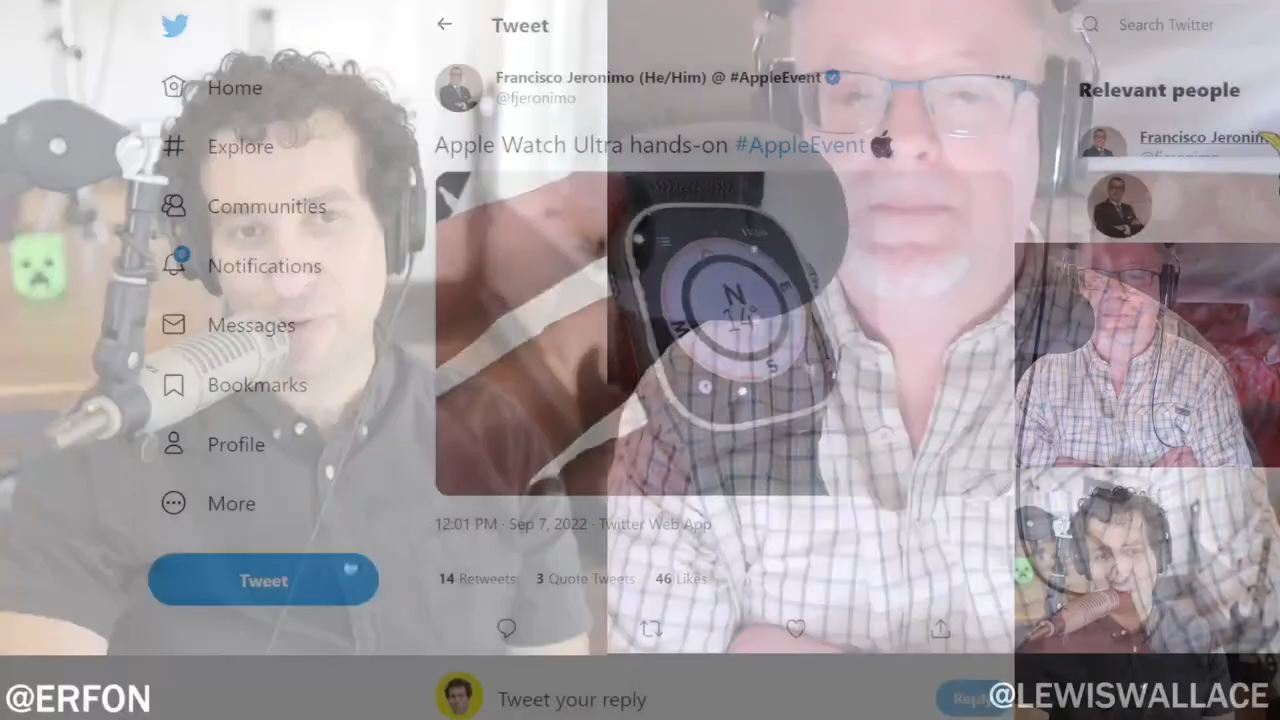 Tweet
Search Twitter
Home
Francisco Jeronimo (He/Him) @ #AppleEvent
@fjeronimo
Relevant people
Explore
Apple Watch Ultra hands-on #AppleEvent
Francisco Jeronim
Communities
Notifications
Messages
Bookmarks
Profile
More
N
14°
E
S
12:01 PM · Sep 7, 2022 · Twitter Web App
Tweet
14 Retweets 3 Quote Tweets 46 Likes
Tweet your reply
Reply
@ERFON
@LEWISWALLACE